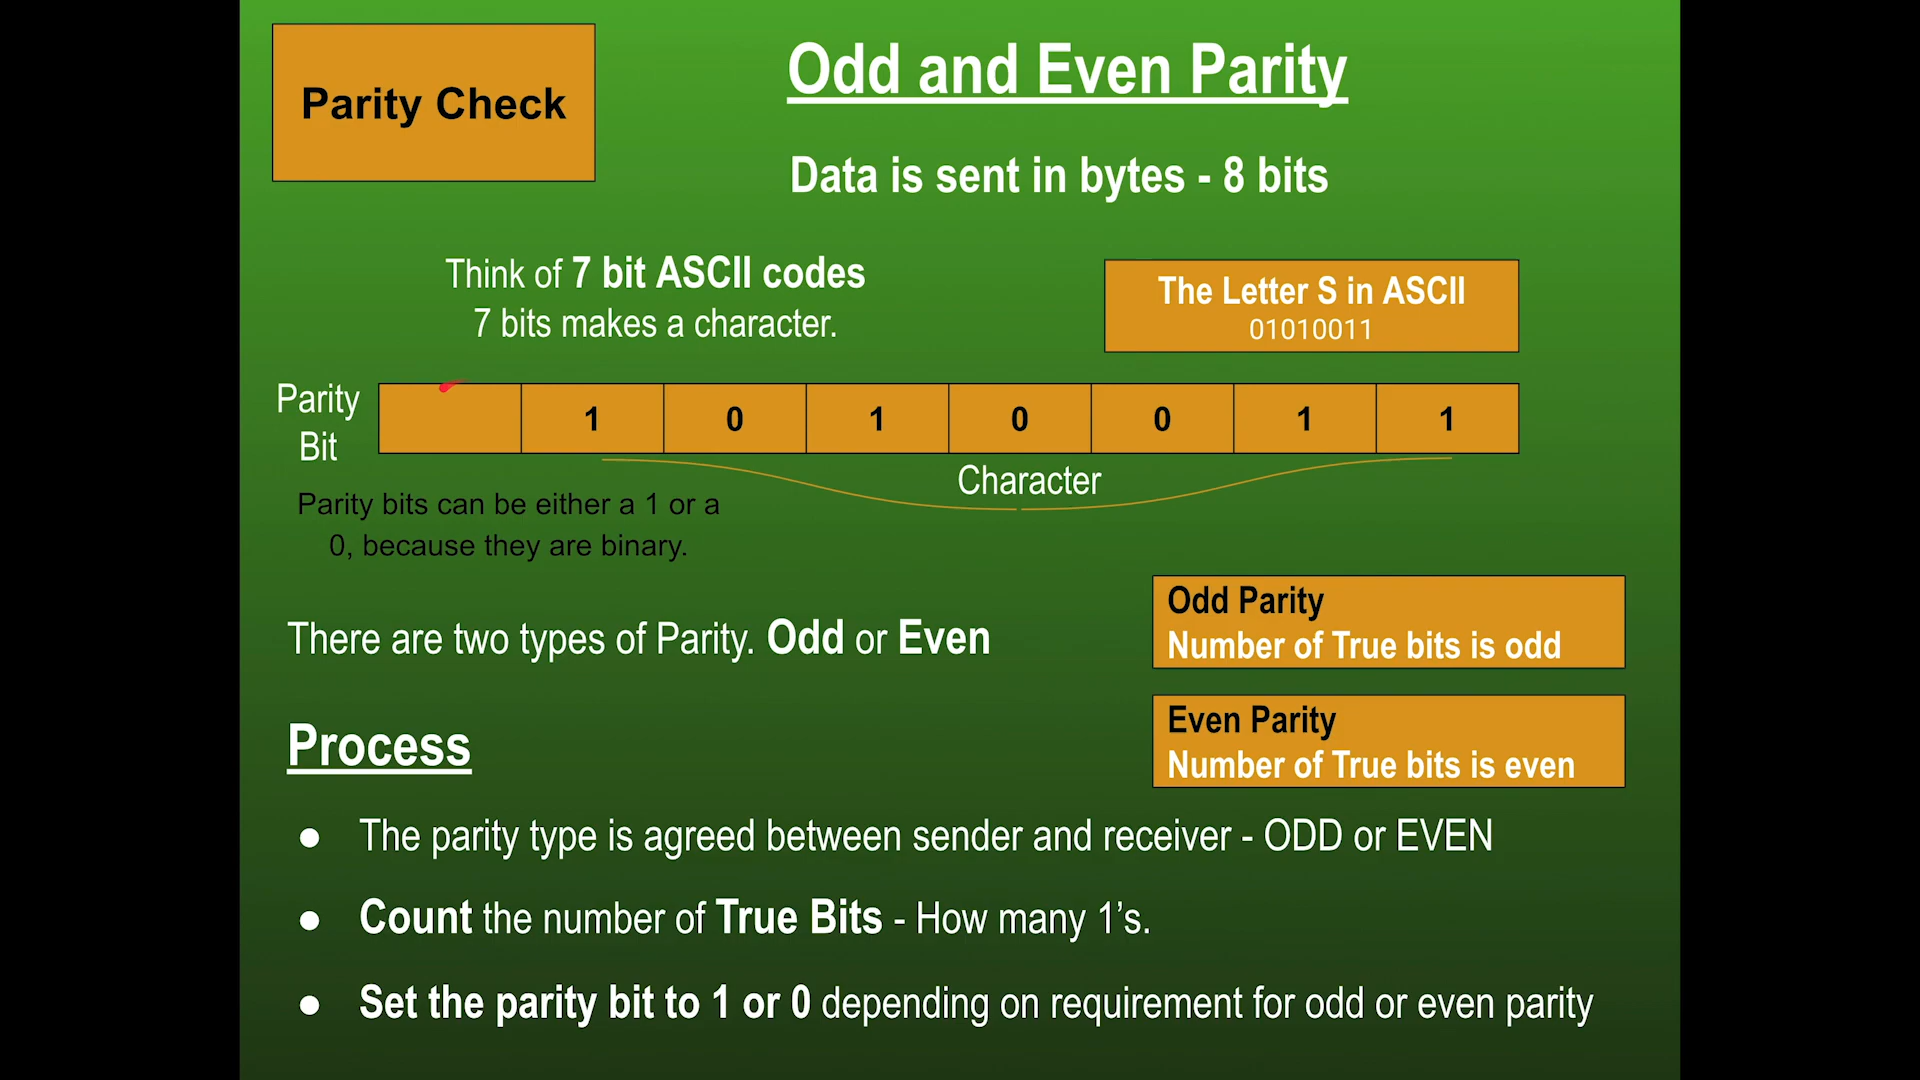 Parity Check
Odd and Even Parity
Data is sent in bytes - 8 bits
Think of 7 bit ASCII codes
7 bits makes a character.
The Letter S in ASCII
01010011
Parity
Bit
1 0 1 0 0 1 1
Character
Parity bits can be either a 1 or a
0, because they are binary.
There are two types of Parity. Odd or Even
Odd Parity
Number of True bits is odd
Even Parity
Number of True bits is even
Process
● The parity type is agreed between sender and receiver - ODD or EVEN
● Count the number of True Bits - How many 1’s.
● Set the parity bit to 1 or 0 depending on requirement for odd or even parity